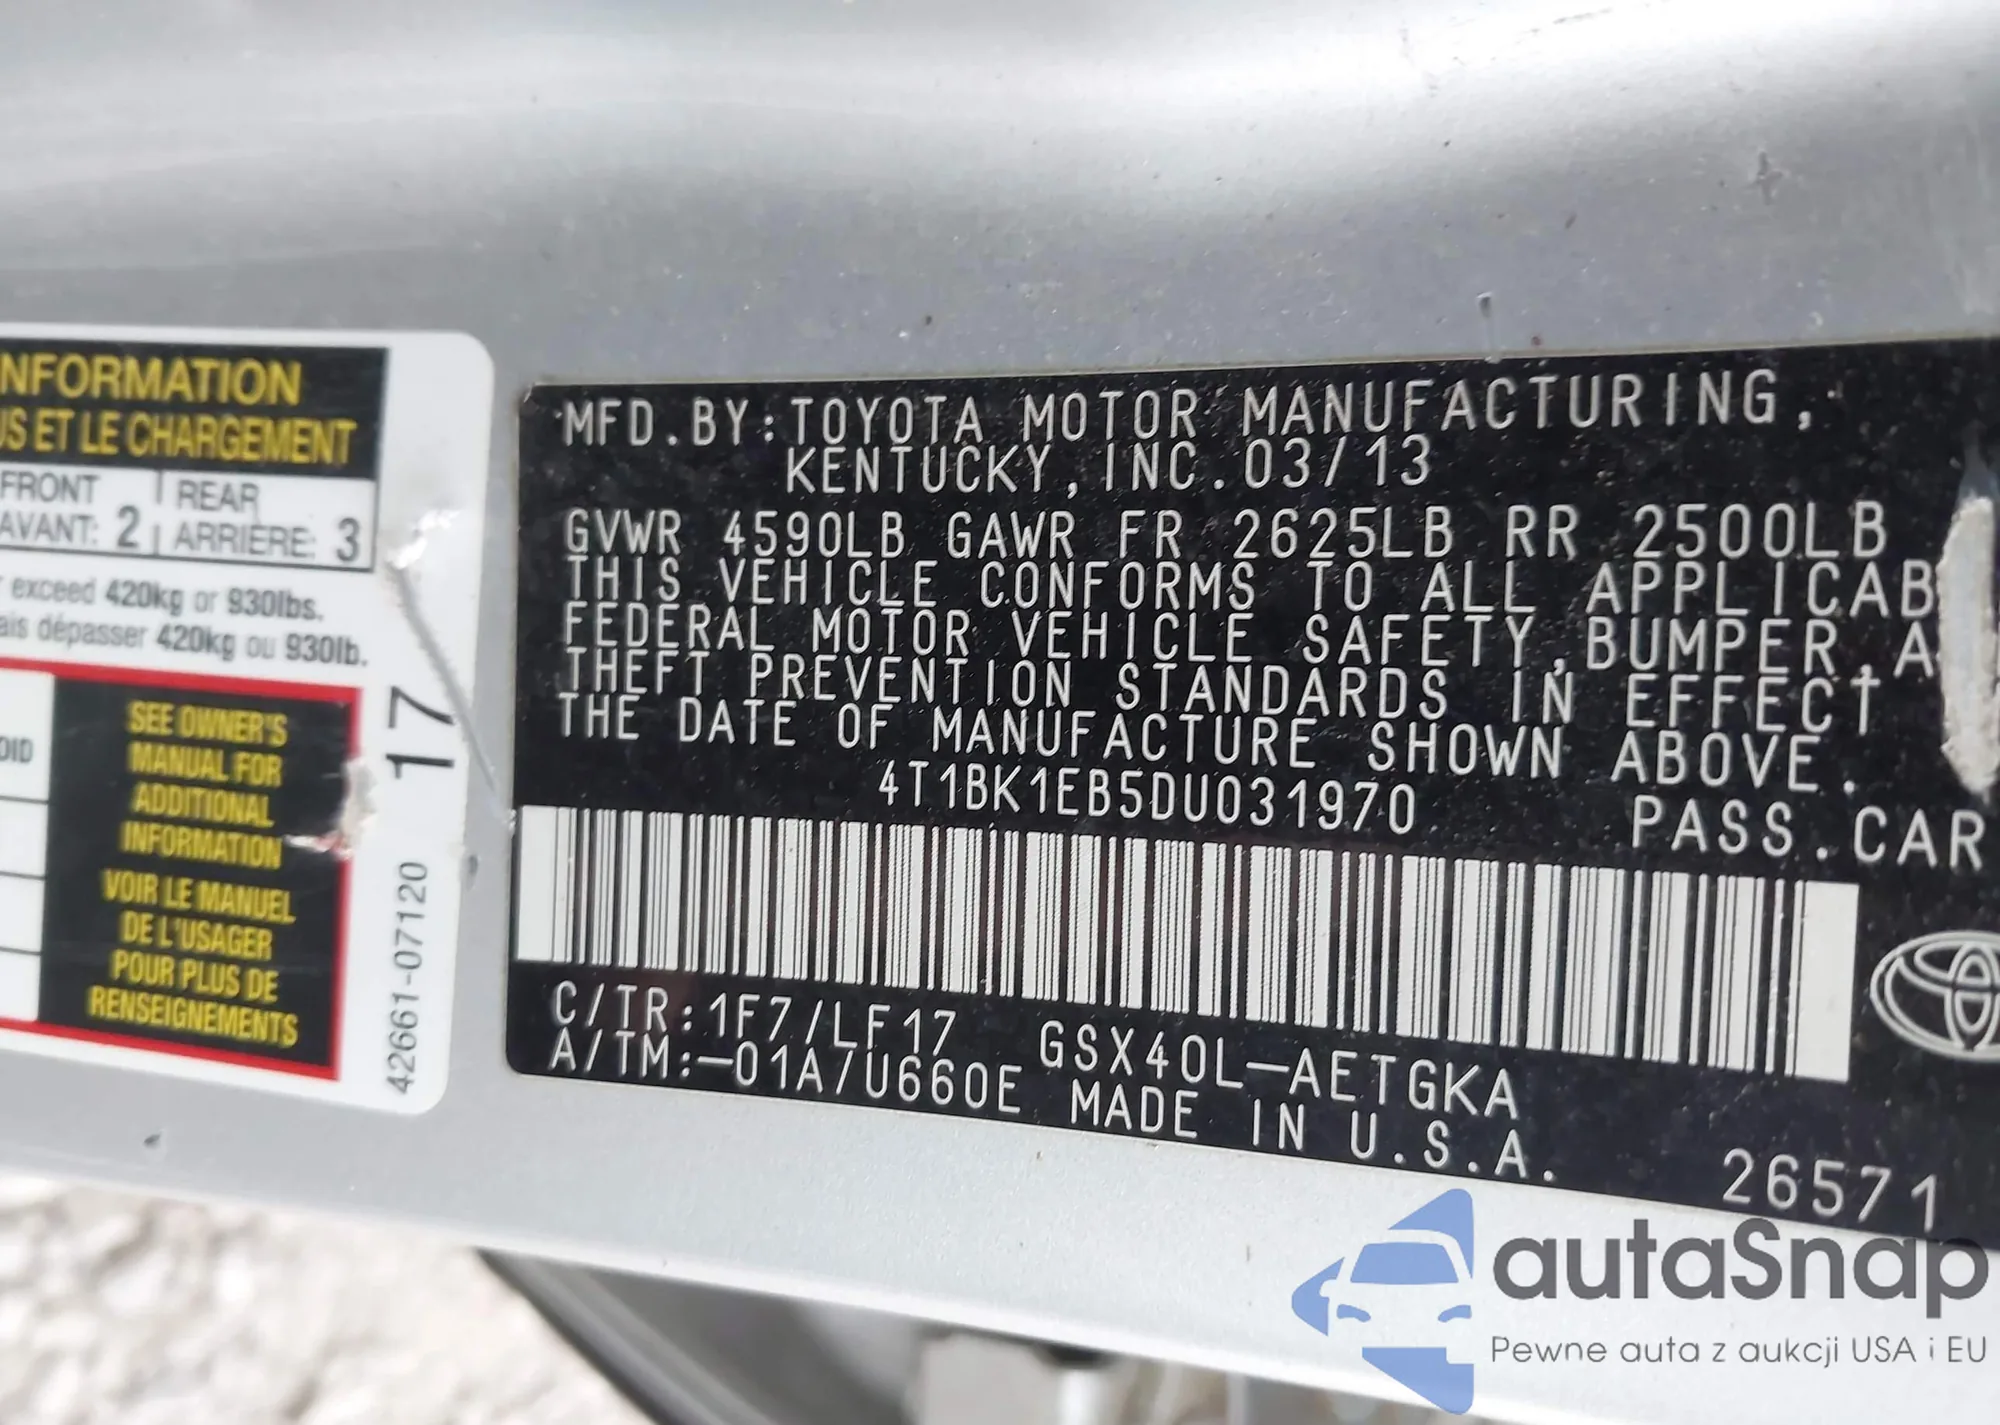 NFORMATION
US ET LE CHARGEMENT
FRONT
AVANT: 2
REAR
ARRIÈRE: 3
r exceed 420kg or 930lbs.
ais dépasser 420kg ou 930lb.
OID
SEE OWNER'S
MANUAL FOR
ADDITIONAL
INFORMATION
VOIR LE MANUEL
DE L'USAGER
POUR PLUS DE
RENSEIGNEMENTS
17
42661-07120
MFD.BY:TOYOTA MOTOR MANUFACTURING,
KENTUCKY,INC.03/13
GVWR 4590LB GAWR FR 2625LB RR 2500LB
THIS VEHICLE CONFORMS TO ALL APPLICAB
FEDERAL MOTOR VEHICLE SAFETY,BUMPER,A
THEFT PREVENTION STANDARDS IN EFFECT
THE DATE OF MANUFACTURE SHOWN ABOVE.
4T1BK1EB5DU031970
PASS.CAR
C/TR:1F7/LF17 GSX40L-AETGKA
A/TM:-01A/U660E MADE IN U.S.A.
26571
autaSnap
Pewne auta z aukcji USA i EU